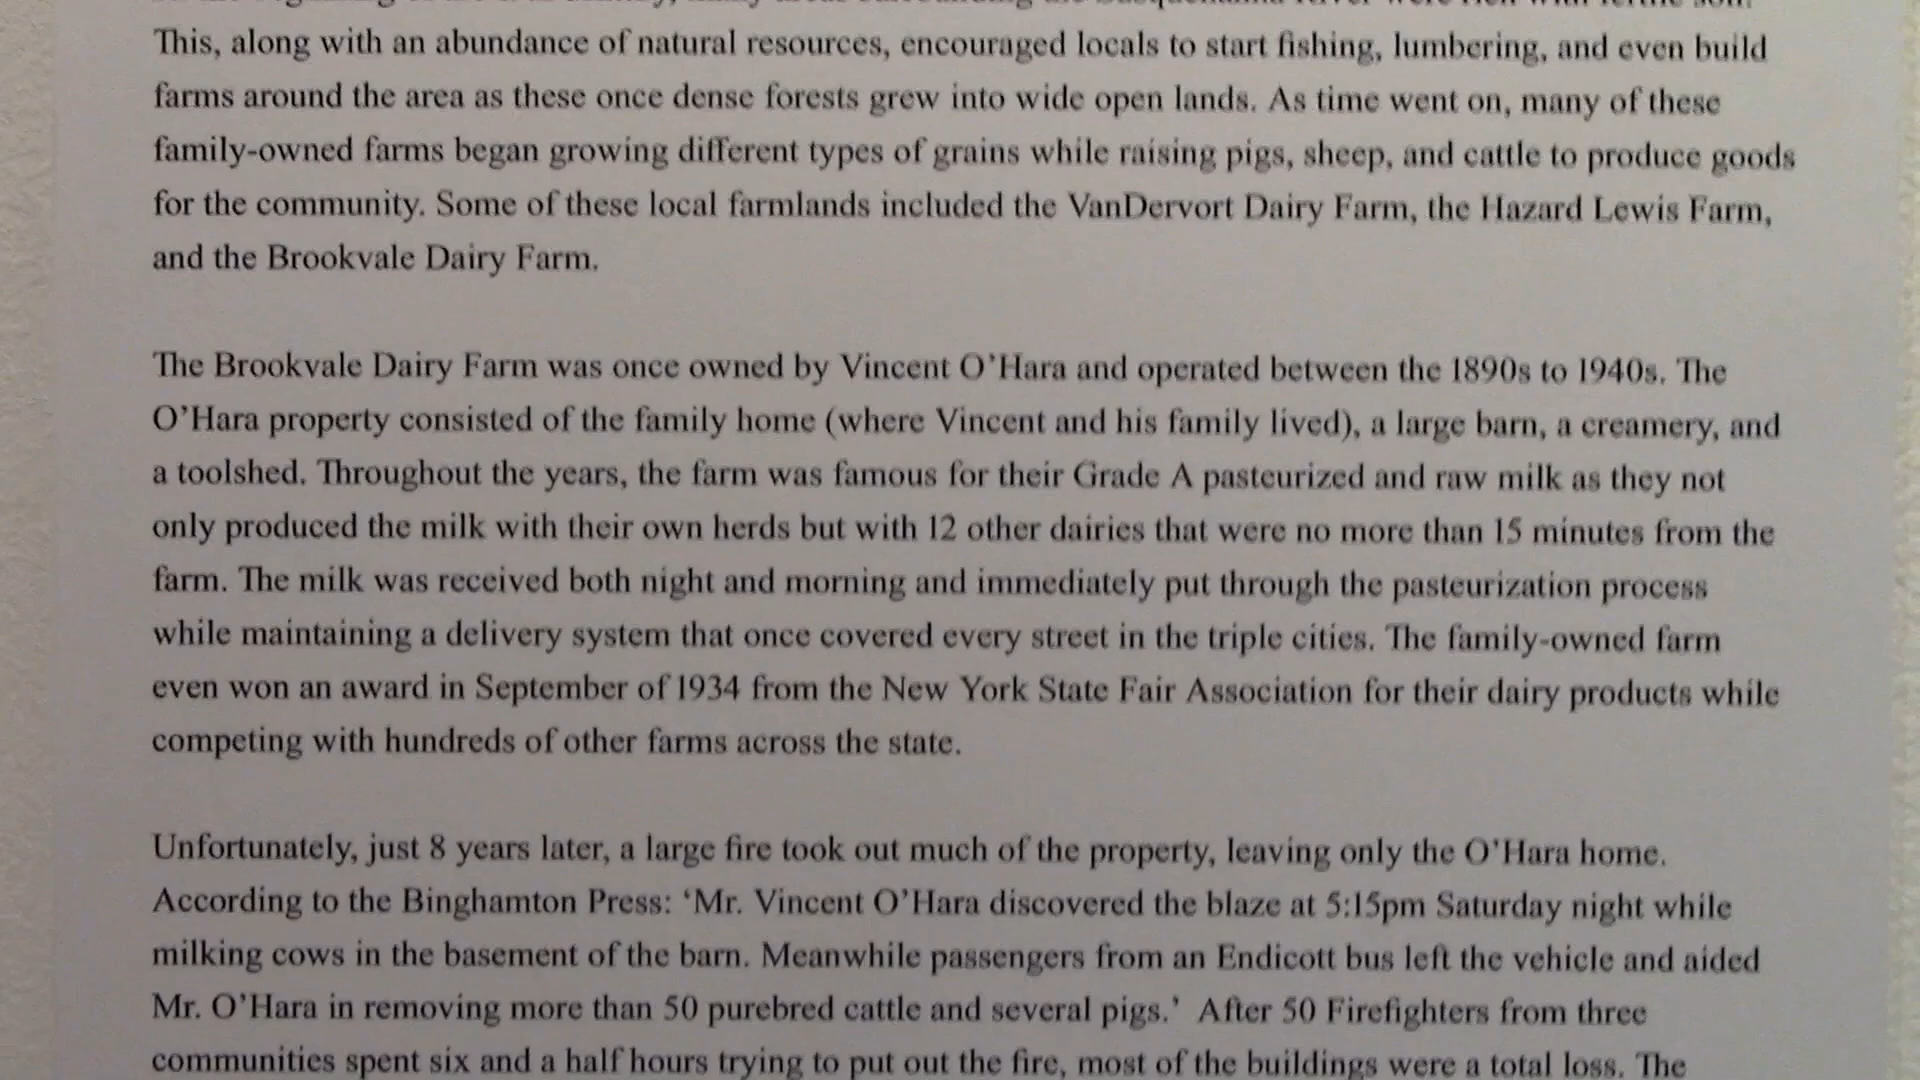 This, along with an abundance of natural resources, encouraged locals to start fishing, lumbering, and even build
farms around the area as these once dense forests grew into wide open lands. As time went on, many of these
family-owned farms began growing different types of grains while raising pigs, sheep, and cattle to produce goods
for the community. Some of these local farmlands included the VanDervort Dairy Farm, the Hazard Lewis Farm,
and the Brookvale Dairy Farm.
The Brookvale Dairy Farm was once owned by Vincent O’Hara and operated between the 1890s to 1940s. The
O’Hara property consisted of the family home (where Vincent and his family lived), a large barn, a creamery, and
a toolshed. Throughout the years, the farm was famous for their Grade A pasteurized and raw milk as they not
only produced the milk with their own herds but with 12 other dairies that were no more than 15 minutes from the
farm. The milk was received both night and morning and immediately put through the pasteurization process
while maintaining a delivery system that once covered every street in the triple cities. The family-owned farm
even won an award in September of 1934 from the New York State Fair Association for their dairy products while
competing with hundreds of other farms across the state.
Unfortunately, just 8 years later, a large fire took out much of the property, leaving only the O’Hara home.
According to the Binghamton Press: ‘Mr. Vincent O’Hara discovered the blaze at 5:15pm Saturday night while
milking cows in the basement of the barn. Meanwhile passengers from an Endicott bus left the vehicle and aided
Mr. O’Hara in removing more than 50 purebred cattle and several pigs.’ After 50 Firefighters from three
communities spent six and a half hours trying to put out the fire, most of the buildings were a total loss. The